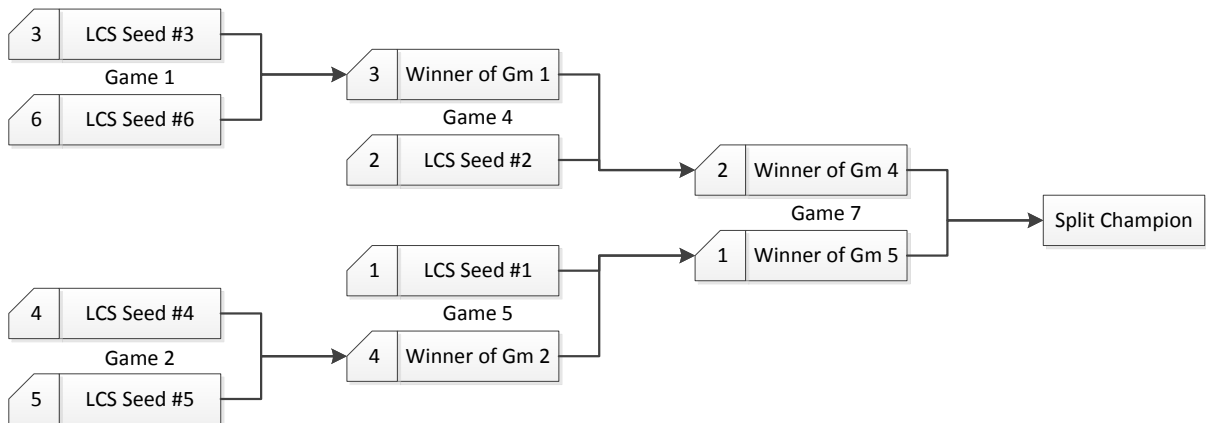 3 LCS Seed #3
Game 1
6 LCS Seed #6
3 Winner of Gm 1
Game 4
2 LCS Seed #2
2 Winner of Gm 4
Game 7
1 Winner of Gm 5
Split Champion
1 LCS Seed #1
Game 5
4 Winner of Gm 2
4 LCS Seed #4
Game 2
5 LCS Seed #5